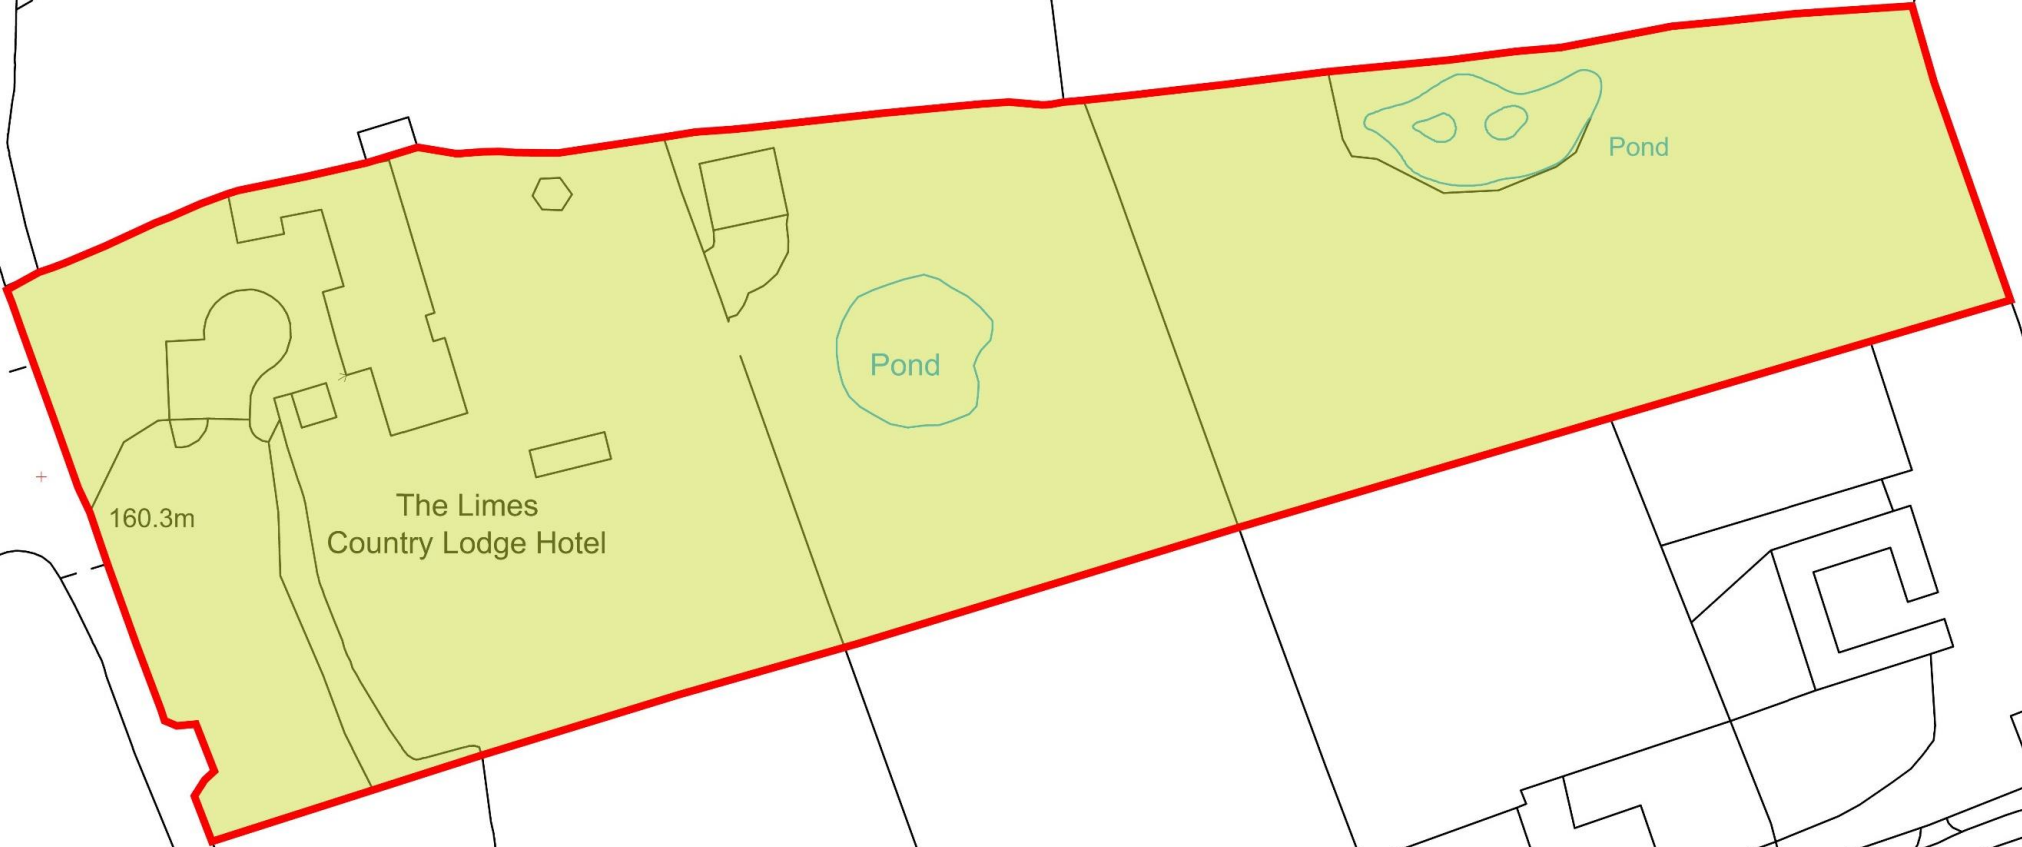 Pond
Pond
The Limes
Country Lodge Hotel
160.3m